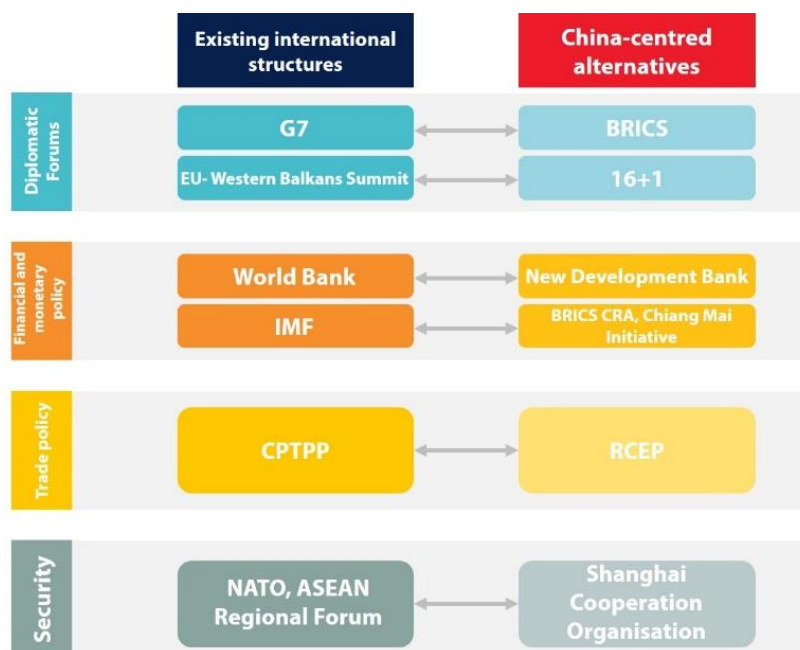 Existing international
structures
China-centred
alternatives
Diplomatic
Forums
G7
BRICS
EU- Western Balkans Summit
16+1
Financial and
monetary
policy
World Bank
New Development Bank
IMF
BRICS CRA, Chiang Mai
Initiative
Trade policy
CPTPP
RCEP
Security
NATO, ASEAN
Regional Forum
Shanghai
Cooperation
Organisation